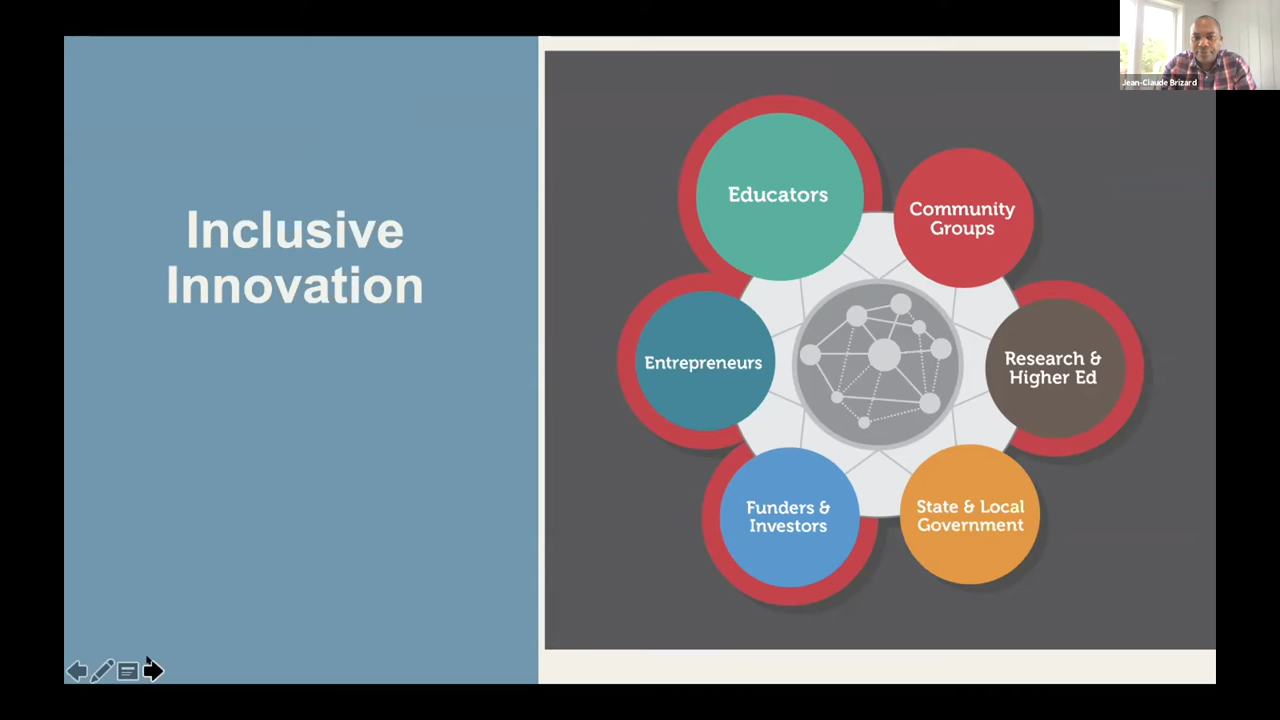 Jean-Claude Brizard
Inclusive
Innovation
Educators
Community
Groups
Entrepreneurs
Research &
Higher Ed
Funders &
Investors
State & Local
Government